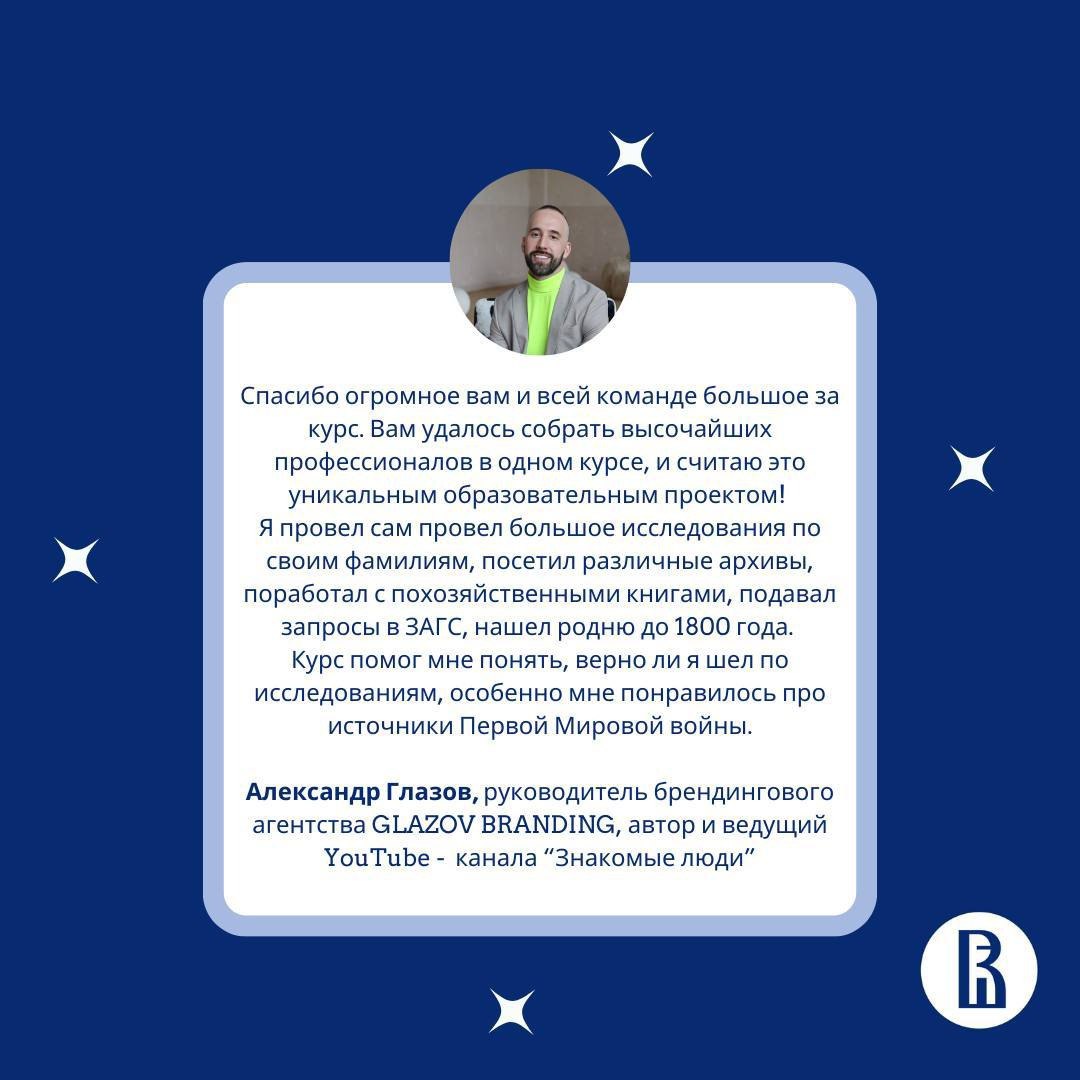 Спасибо огромное вам и всей команде большое за
курс. Вам удалось собрать высочайших
профессионалов в одном курсе, и считаю это
уникальным образовательным проектом!
Я провел сам провел большое исследования по
своим фамилиям, посетил различные архивы,
поработал с похозяйственными книгами, подавал
запросы в ЗАГС, нашел родню до 1800 года.
Курс помог мне понять, верно ли я шел по
исследованиям, особенно мне понравилось про
источники Первой Мировой войны.
Александр Глазов, руководитель брендингового
агентства GLAZOV BRANDING, автор и ведущий
YouTube - канала “Знакомые люди”